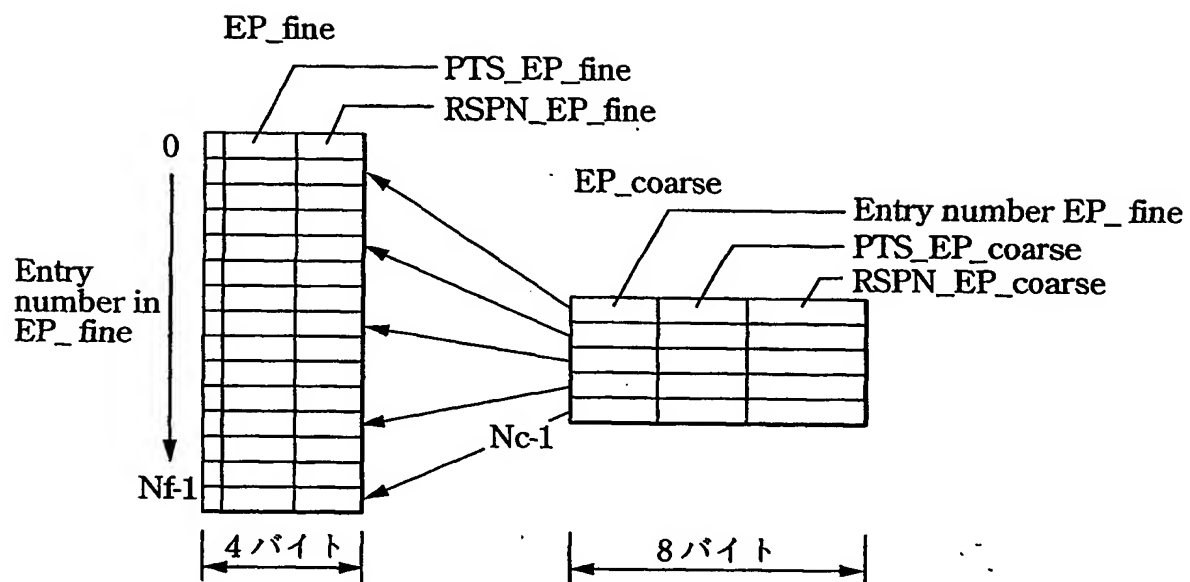 EP_fine
PTS_EP_fine
RSPN_EP_fine
0
EP_coarse
Entry number EP_ fine
PTS_EP_coarse
RSPN_EP_coarse
Entry
number in
EP_ fine
Nc-1
Nf-1
4 バイト
8 バイト